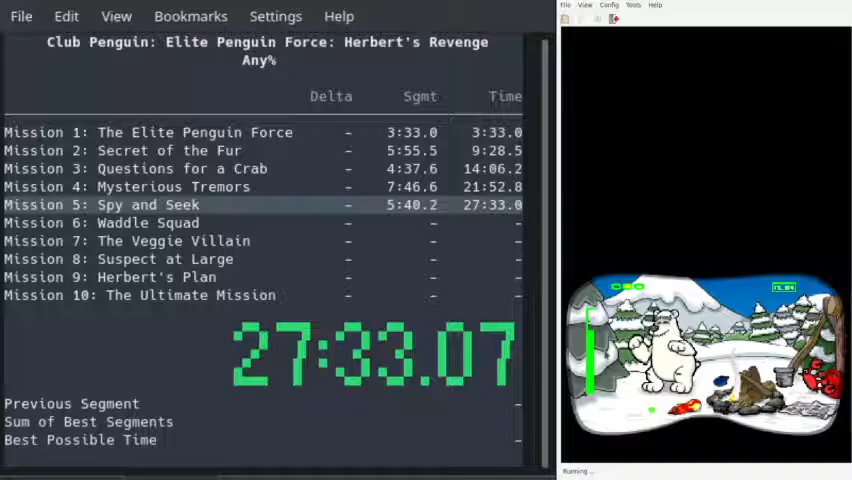 File Edit View Bookmarks Settings Help
File View Config Tools Help
Club Penguin: Elite Penguin Force: Herbert's Revenge
Any%
Delta Sgmt Time
Mission 1: The Elite Penguin Force - 3:33.0 3:33.0
Mission 2: Secret of the Fur - 5:55.5 9:28.5
Mission 3: Questions for a Crab - 4:37.6 14:06.2
Mission 4: Mysterious Tremors - 7:46.6 21:52.8
Mission 5: Spy and Seek - 5:40.2 27:33.0
Mission 6: Waddle Squad - - -
Mission 7: The Veggie Villain - - -
Mission 8: Suspect at Large - - -
Mission 9: Herbert's Plan - - -
Mission 10: The Ultimate Mission - - -
27:33.07
Previous Segment -
Sum of Best Segments -
Best Possible Time -
Running...